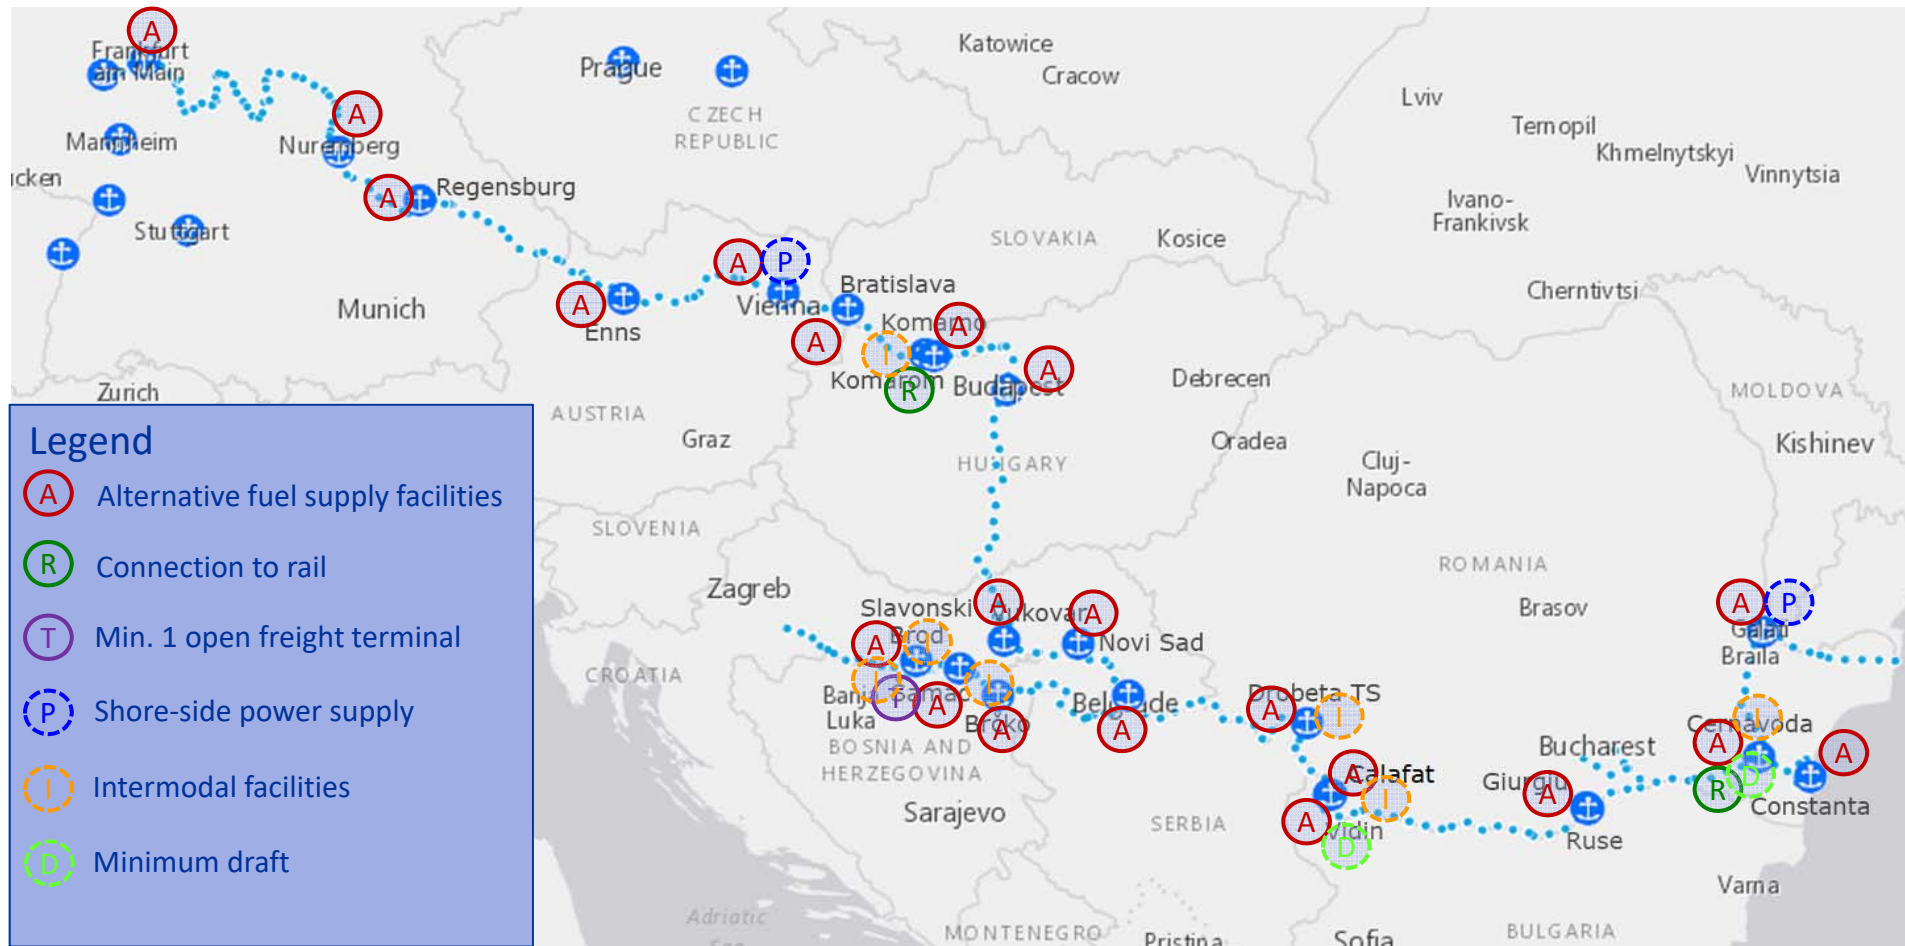 A
Frankfurt
am Main
Katowice
Cracow
Prague
CZECH
REPUBLIC
Lviv
Ternopil
Khmelnytskyi
Vinnytsia
A
Mannheim
Nuremberg
icken
A
Regensburg
Stuttgart
Ivano-
Frankivsk
SLOVAKIA
Kosice
A
P
Bratislava
Cherntivtsi
Munich
A
Vienna
Enns
Komarno
A
A
I
Komarom
R
Budapest
A
Debrecen
Zurich
AUSTRIA
MOLDOVA
Graz
Oradea
Kishinev
HUNGARY
Cluj-
Napoca
Legend
A Alternative fuel supply facilities
R Connection to rail
T Min. 1 open freight terminal
P Shore-side power supply
I Intermodal facilities
D Minimum draft
SLOVENIA
ROMANIA
Zagreb
Slavonski
Brod
A
Vukovar
A
Novi Sad
Brasov
A
P
Galati
Braila
A
I
CROATIA
I
T
Banja
Luka
Samac
A
I
Brcko
A
Belgrade
A
BOSNIA AND
HERZEGOVINA
Drobeta TS
A
I
Cernavoda
I
A
A
Bucharest
D
R
Constanta
Sarajevo
A
Calafat
I
Giurgiu
A
SERBIA
A
Vidin
D
Ruse
Varna
Adriatic
Sea
MONTENEGRO
Pristina
Sofia
BULGARIA